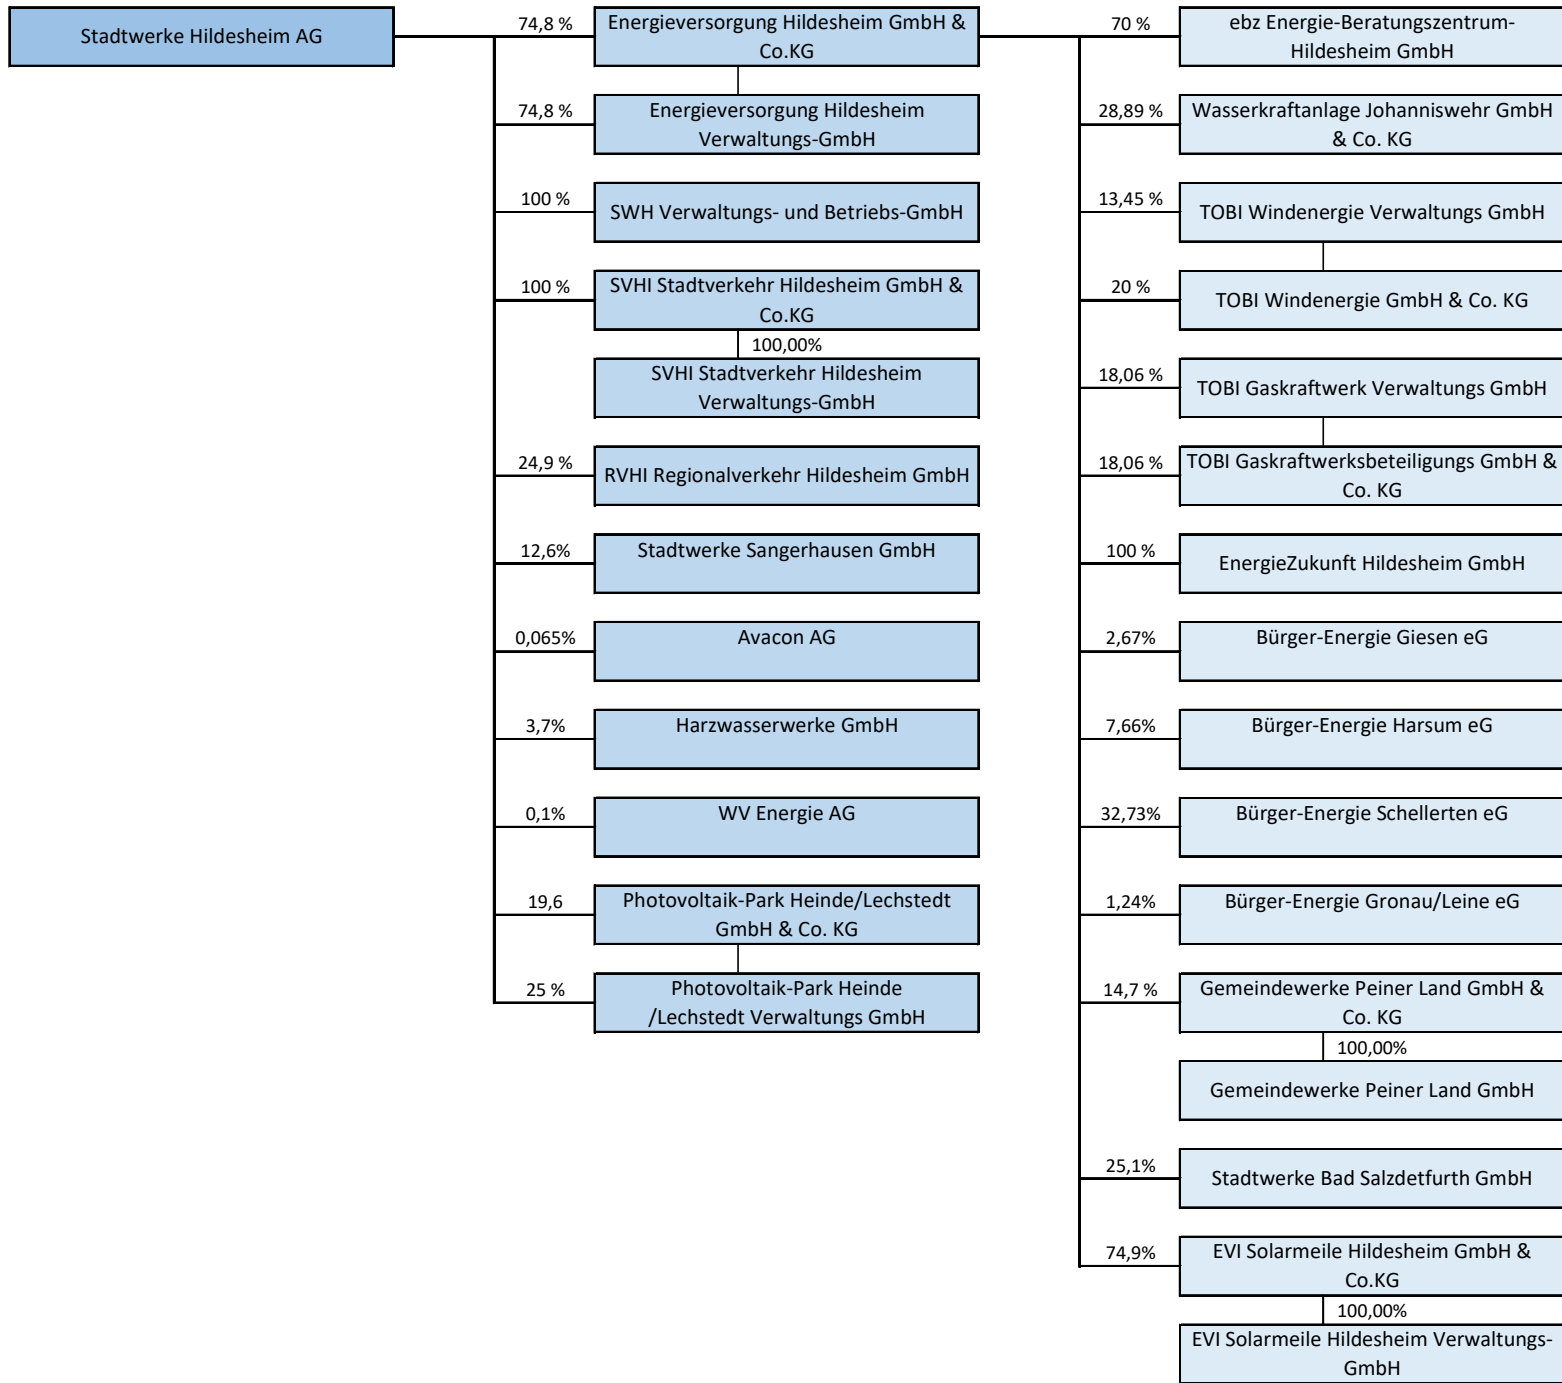 Stadtwerke Hildesheim AG
74,8 %
Energieversorgung Hildesheim GmbH &
Co.KG
74,8 %
Energieversorgung Hildesheim
Verwaltungs-GmbH
100 %
SWH Verwaltungs- und Betriebs-GmbH
100 %
SVHI Stadtverkehr Hildesheim GmbH &
Co.KG
100,00%
SVHI Stadtverkehr Hildesheim
Verwaltungs-GmbH
24,9 %
RVHI Regionalverkehr Hildesheim GmbH
12,6%
Stadtwerke Sangerhausen GmbH
0,065%
Avacon AG
3,7%
Harzwasserwerke GmbH
0,1%
WV Energie AG
19,6
Photovoltaik-Park Heinde/Lechstedt
GmbH & Co. KG
25 %
Photovoltaik-Park Heinde
/Lechstedt Verwaltungs GmbH
70 %
ebz Energie-Beratungszentrum-
Hildesheim GmbH
28,89 %
Wasserkraftanlage Johanniswehr GmbH
& Co. KG
13,45 %
TOBI Windenergie Verwaltungs GmbH
20 %
TOBI Windenergie GmbH & Co. KG
18,06 %
TOBI Gaskraftwerk Verwaltungs GmbH
18,06 %
TOBI Gaskraftwerksbeteiligungs GmbH &
Co. KG
100 %
EnergieZukunft Hildesheim GmbH
2,67%
Bürger-Energie Giesen eG
7,66%
Bürger-Energie Harsum eG
32,73%
Bürger-Energie Schellerten eG
1,24%
Bürger-Energie Gronau/Leine eG
14,7 %
Gemeindewerke Peiner Land GmbH &
Co. KG
100,00%
Gemeindewerke Peiner Land GmbH
25,1%
Stadtwerke Bad Salzdetfurth GmbH
74,9%
EVI Solarmeile Hildesheim GmbH &
Co.KG
100,00%
EVI Solarmeile Hildesheim Verwaltungs-
GmbH